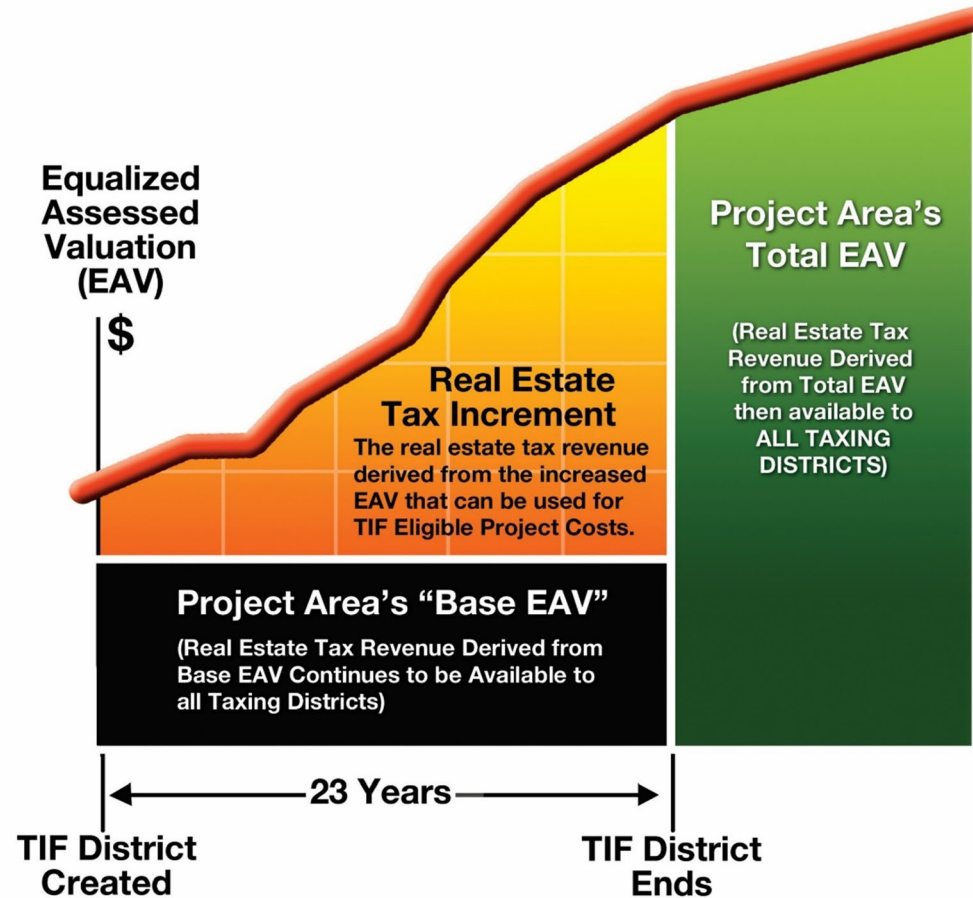 Equalized
Assessed
Valuation
(EAV)
$
Project Area's
Total EAV
(Real Estate Tax
Revenue Derived
from Total EAV
then available to
ALL TAXING
DISTRICTS)
Real Estate
Tax Increment
The real estate tax revenue
derived from the increased
EAV that can be used for
TIF Eligible Project Costs.
Project Area's “Base EAV”
(Real Estate Tax Revenue Derived from
Base EAV Continues to be Available to
all Taxing Districts)
23 Years
TIF District
Created
TIF District
Ends